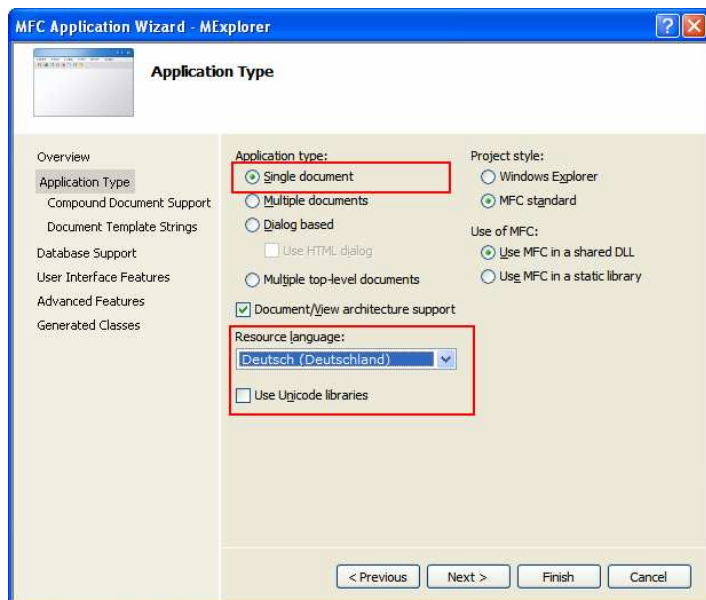 MFC Application Wizard - MExplorer
Application Type
Overview
Application Type
Compound Document Support
Document Template Strings
Database Support
User Interface Features
Advanced Features
Generated Classes
Application type:
Single document
Multiple documents
Dialog based
Use HTML dialog
Multiple top-level documents
Document/View architecture support
Resource language:
Deutsch (Deutschland)
Use Unicode libraries
Project style:
Windows Explorer
MFC standard
Use of MFC:
Use MFC in a shared DLL
Use MFC in a static library
< Previous
Next >
Finish
Cancel